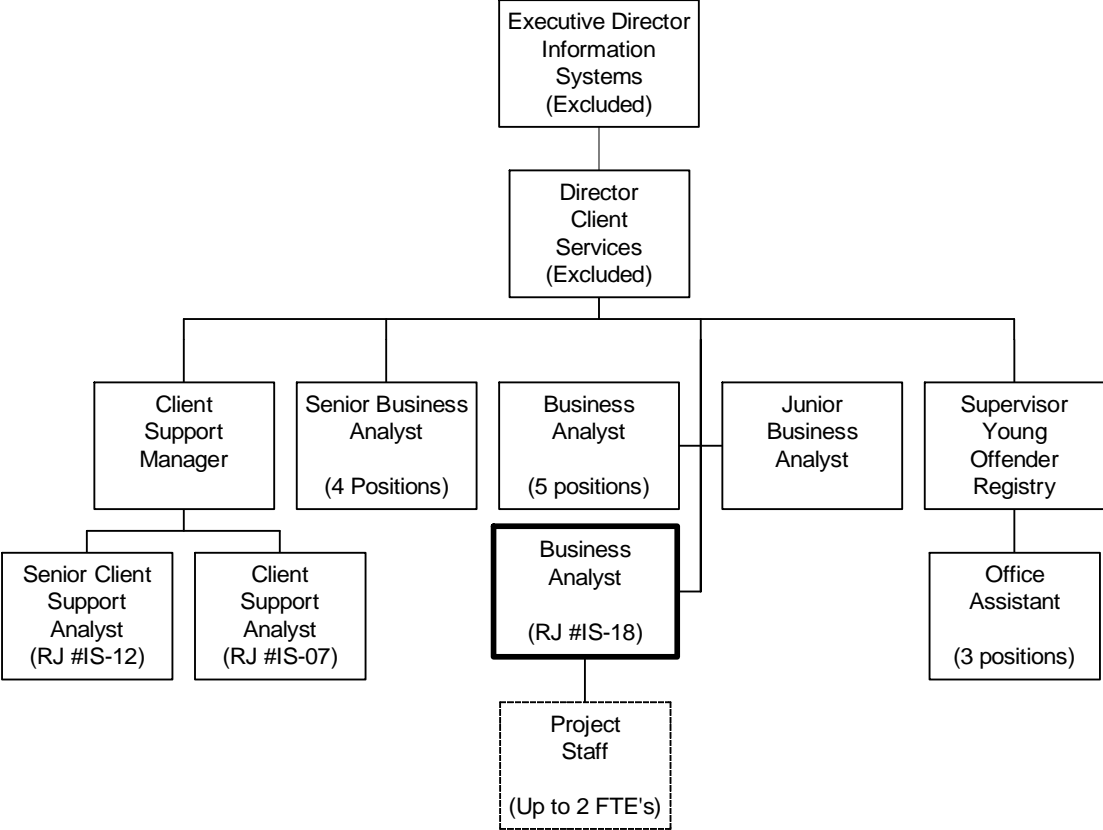 Executive Director
Information
Systems
(Excluded)
Director
Client
Services
(Excluded)
Client
Support
Manager
Senior Business
Analyst
(4 Positions)
Business
Analyst
(5 positions)
Junior
Business
Analyst
Supervisor
Young
Offender
Registry
Senior Client
Support
Analyst
(RJ #IS-12)
Client
Support
Analyst
(RJ #IS-07)
Business
Analyst
(RJ #IS-18)
Office
Assistant
(3 positions)
Project
Staff
(Up to 2 FTE's)